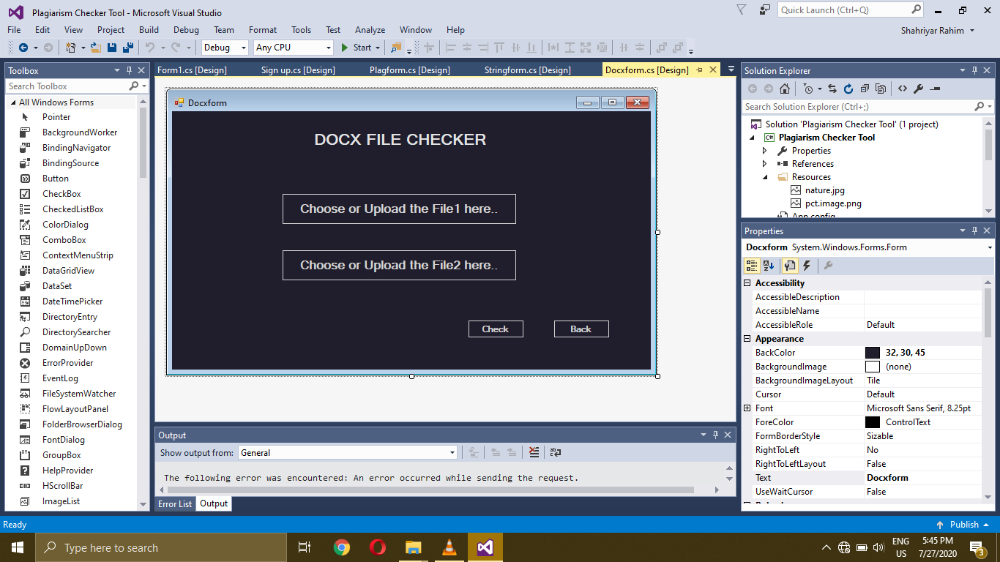 Plagiarism Checker Tool - Microsoft Visual Studio
Quick Launch (Ctrl+Q)
File Edit View Project Build Debug Team Format Tools Test Analyze Window Help
Shahriyar Rahim
Debug Any CPU Start
Toolbox
Search Toolbox
All Windows Forms
Pointer
BackgroundWorker
BindingNavigator
BindingSource
Button
CheckBox
CheckedListBox
ColorDialog
ComboBox
ContextMenuStrip
DataGridView
DataSet
DateTimePicker
DirectoryEntry
DirectorySearcher
DomainUpDown
ErrorProvider
EventLog
FileSystemWatcher
FlowLayoutPanel
FolderBrowserDialog
FontDialog
GroupBox
HelpProvider
HScrollBar
ImageList
Form1.cs [Design] Sign up.cs [Design] Plagform.cs [Design] Stringform.cs [Design] Docxform.cs [Design]
Docxform
DOCX FILE CHECKER
Choose or Upload the File1 here..
Choose or Upload the File2 here..
Check Back
Output
Show output from: General
The following error was encountered: An error occurred while sending the request.
Error List Output
Solution Explorer
Search Solution Explorer (Ctrl+;)
Solution 'Plagiarism Checker Tool' (1 project)
C# Plagiarism Checker Tool
Properties
References
Resources
nature.jpg
pct.image.png
App.config
Properties
Docxform System.Windows.Forms.Form
Accessibility
AccessibleDescription
AccessibleName
AccessibleRole Default
Appearance
BackColor 32, 30, 45
BackgroundImage (none)
BackgroundImageLayout Tile
Cursor Default
Font Microsoft Sans Serif, 8.25pt
ForeColor ControlText
FormBorderStyle Sizable
RightToLeft No
RightToLeftLayout False
Text Docxform
UseWaitCursor False
Ready
Publish
Type here to search
ENG
US
5:45 PM
7/27/2020
3